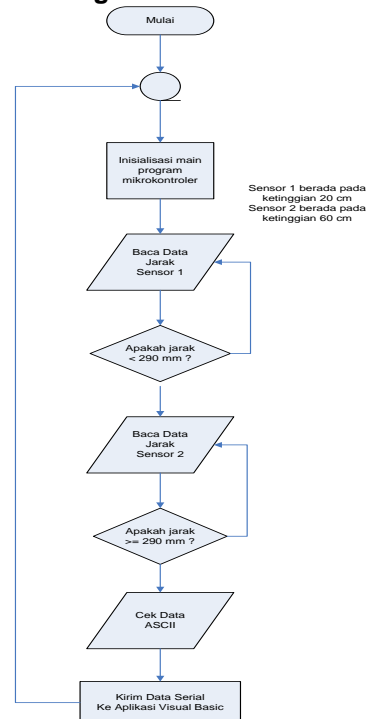 Mulai
Inisialisasi main
program
mikrokontroler
Sensor 1 berada pada
ketinggian 20 cm
Sensor 2 berada pada
ketinggian 60 cm
Baca Data
Jarak
Sensor 1
Apakah jarak
< 290 mm ?
Baca Data
Jarak
Sensor 2
Apakah jarak
>= 290 mm ?
Cek Data
ASCII
Kirim Data Serial
Ke Aplikasi Visual Basic